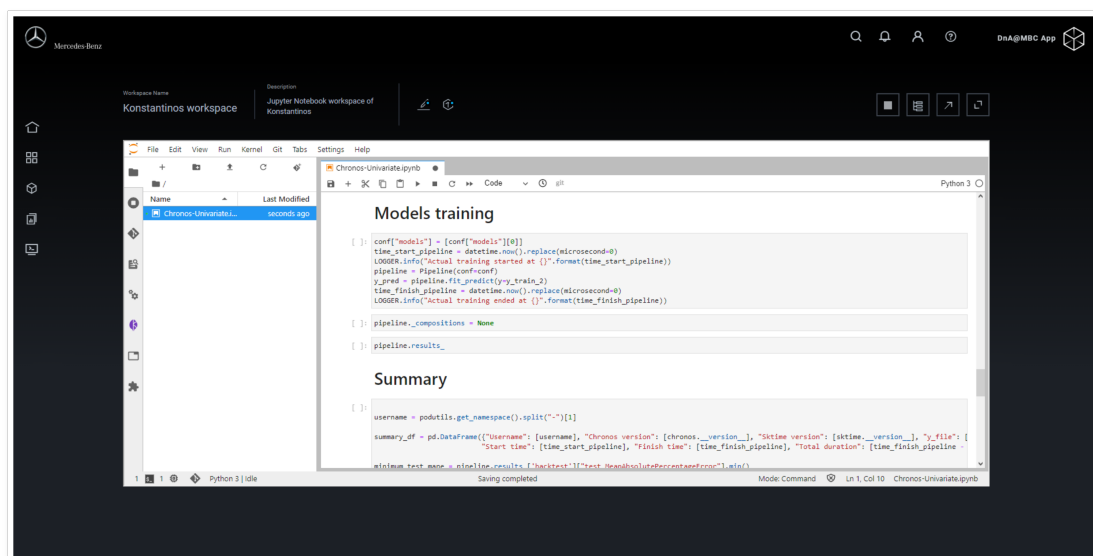 Mercedes-Benz
DnA@MBC App
Workspace Name
Konstantinos workspace
Description
Jupyter Notebook workspace of
Konstantinos
File Edit View Run Kernel Git Tabs Settings Help
Chronos-Univariate.ipynb
Code
git
Python 3
/
Name
Last Modified
Chronos-Univariate.i...
seconds ago
Models training
[ ]: conf["models"] = [conf["models"][0]]
time_start_pipeline = datetime.now().replace(microsecond=0)
LOGGER.info("Actual training started at {}".format(time_start_pipeline))
pipeline = Pipeline(conf=conf)
y_pred = pipeline.fit_predict(y=y_train_2)
time_finish_pipeline = datetime.now().replace(microsecond=0)
LOGGER.info("Actual training ended at {}".format(time_finish_pipeline))
[ ]: pipeline._compositions = None
[ ]: pipeline.results_
Summary
[ ]:
username = podutils.get_namespace().split("-")[1]
summary_df = pd.DataFrame({"Username": [username], "Chronos version": [chronos.__version__], "Sktime version": [sktime.__version__], "y_file": [
"Start time": [time_start_pipeline], "Finish time": [time_finish_pipeline], "Total duration": [time_finish_pipeline -
minimum_test_mape = pipeline.results_['backtest']["test_MeanAbsolutePercentageError"].min()
1 1 Python 3 | Idle
Saving completed
Mode: Command
Ln 1, Col 10
Chronos-Univariate.ipynb